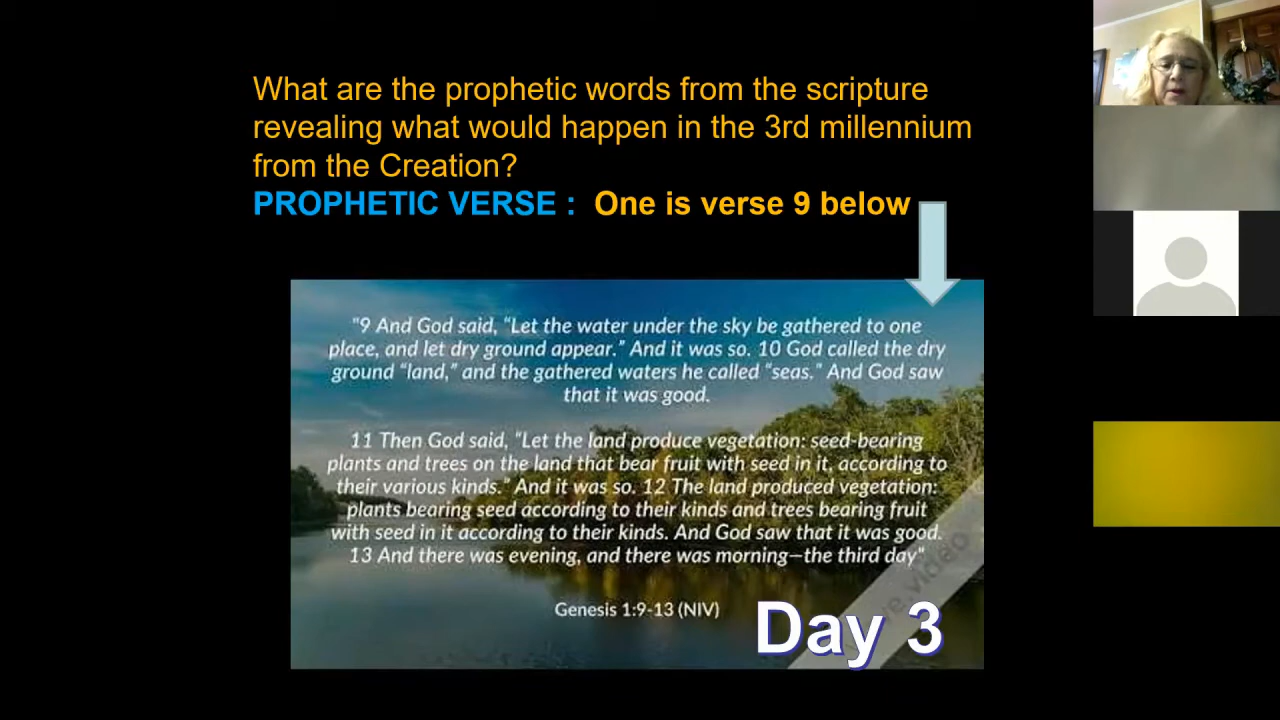 What are the prophetic words from the scripture
revealing what would happen in the 3rd millennium
from the Creation?
PROPHETIC VERSE : One is verse 9 below
"9 And God said, “Let the water under the sky be gathered to one
place, and let dry ground appear.” And it was so. 10 God called the dry
ground “land,” and the gathered waters he called “seas.” And God saw
that it was good.
11 Then God said, “Let the land produce vegetation: seed-bearing
plants and trees on the land that bear fruit with seed in it, according to
their various kinds.” And it was so. 12 The land produced vegetation:
plants bearing seed according to their kinds and trees bearing fruit
with seed in it according to their kinds. And God saw that it was good.
13 And there was evening, and there was morning—the third day"
Genesis 1:9-13 (NIV)
Day 3